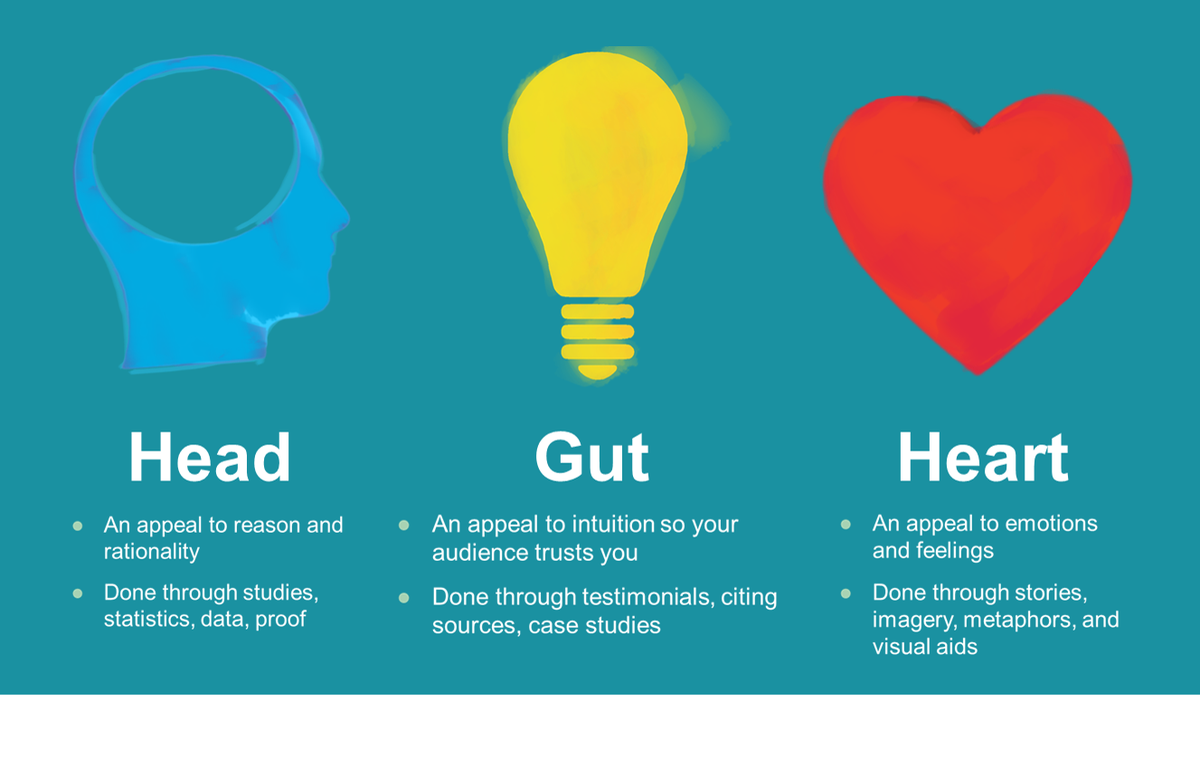 Head
An appeal to reason and
rationality
Done through studies,
statistics, data, proof
Gut
An appeal to intuition so your
audience trusts you
Done through testimonials, citing
sources, case studies
Heart
An appeal to emotions
and feelings
Done through stories,
imagery, metaphors, and
visual aids